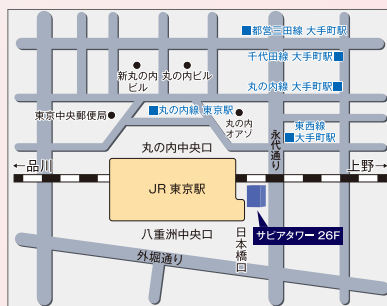 ■都営三田線 大手町駅
千代田線 大手町駅■
新丸の内
ビル
丸の内ビル
丸の内線 大手町駅■
東京中央郵便局●
■丸の内線 東京駅
丸の内
オアゾ
東西線
■大手町駅
永代通り
丸の内中央口
←品川
上野→
JR 東京駅
日本橋口
サピアタワー 26F
八重洲中央口
外堀通り